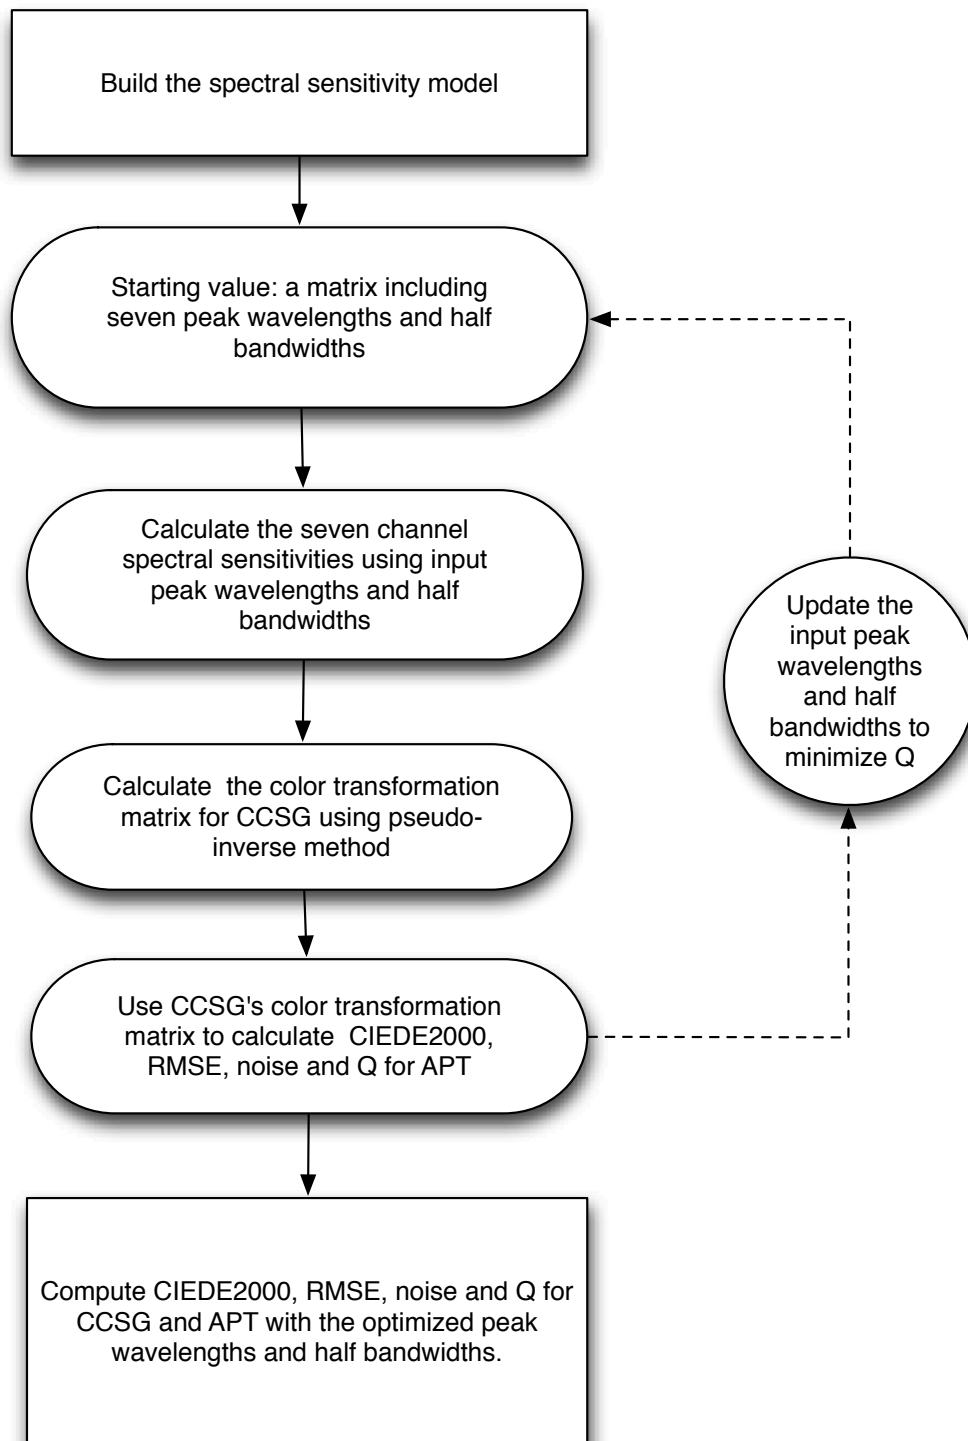 Build the spectral sensitivity model
Starting value: a matrix including
seven peak wavelengths and half
bandwidths
Calculate the seven channel
spectral sensitivities using input
peak wavelengths and half
bandwidths
Update the
input peak
wavelengths
and half
bandwidths to
minimize Q
Calculate  the color transformation
matrix for CCSG using pseudo-
inverse method
Use CCSG's color transformation
matrix to calculate  CIEDE2000,
RMSE, noise and Q for APT
Compute CIEDE2000, RMSE, noise and Q for
CCSG and APT with the optimized peak
wavelengths and half bandwidths.